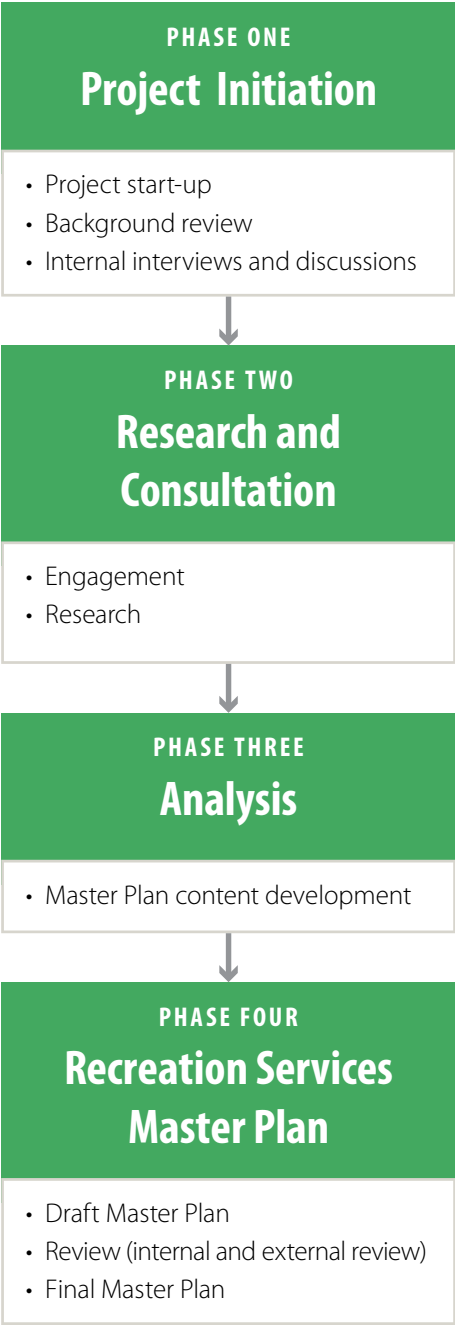 PHASE ONE
Project Initiation
• Project start-up
• Background review
• Internal interviews and discussions
PHASE TWO
Research and
Consultation
• Engagement
• Research
PHASE THREE
Analysis
• Master Plan content development
PHASE FOUR
Recreation Services
Master Plan
• Draft Master Plan
• Review (internal and external review)
• Final Master Plan